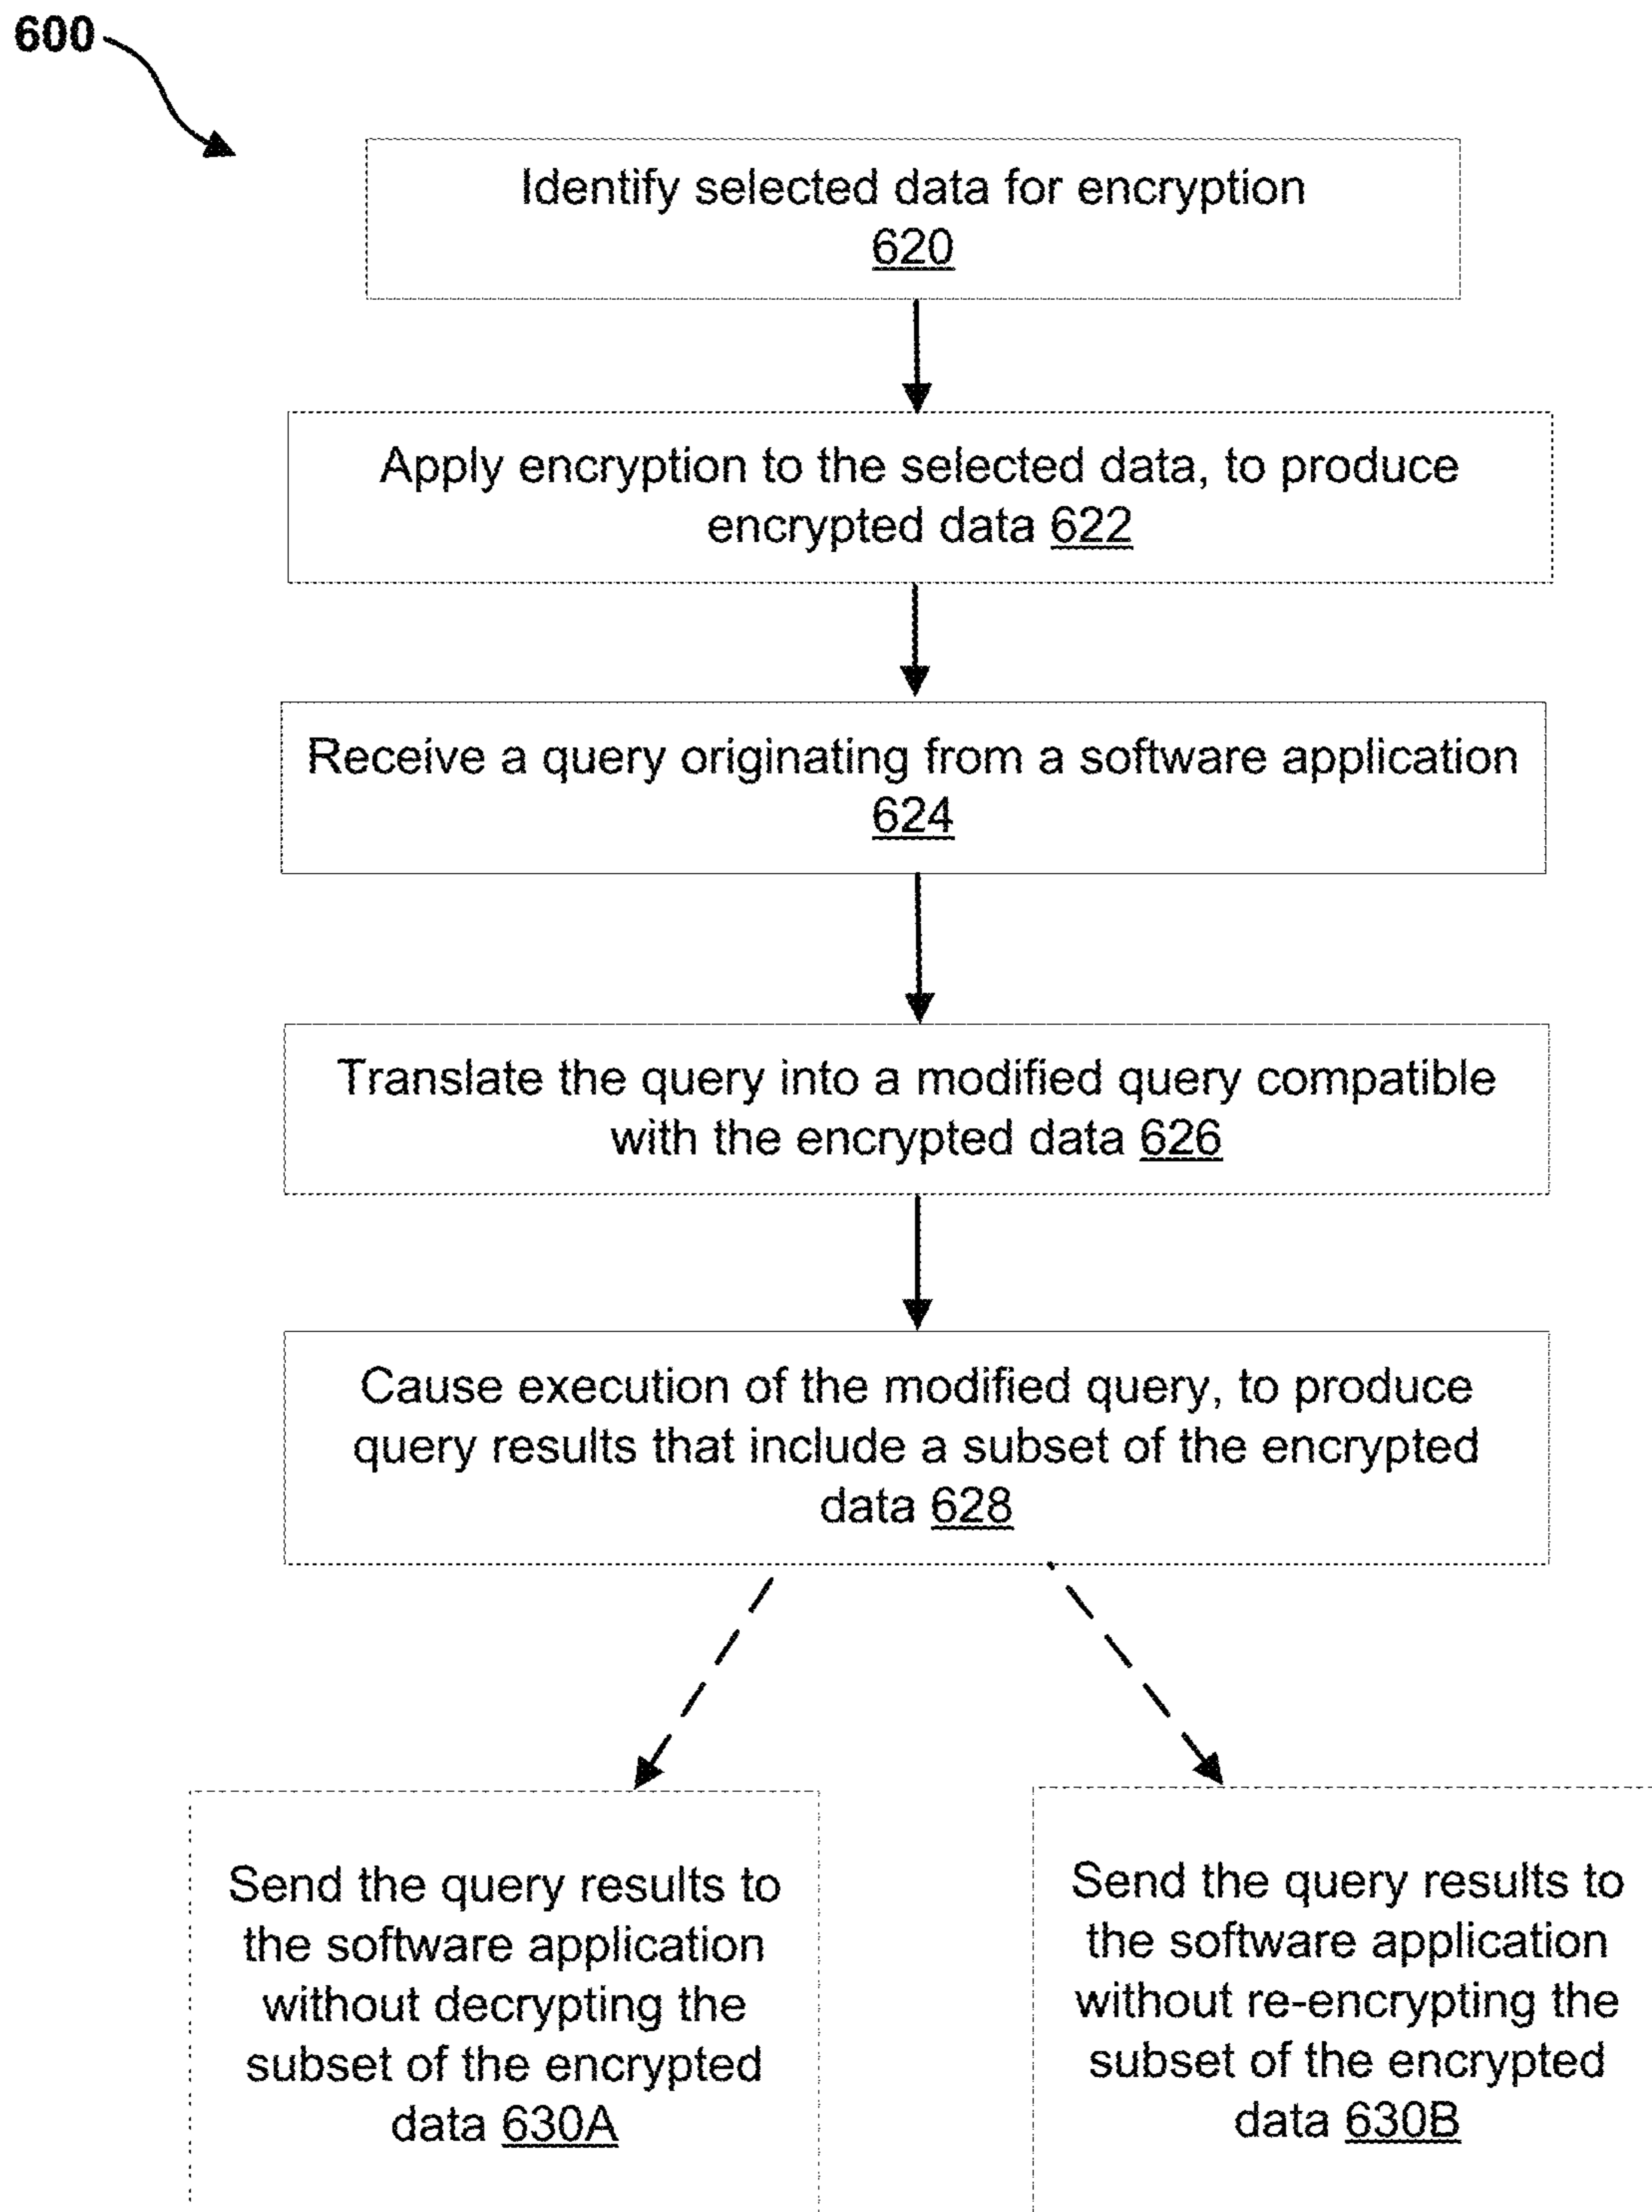 600
Identify selected data for encryption
620
Apply encryption to the selected data, to produce
encrypted data 622
Receive a query originating from a software application
624
Translate the query into a modified query compatible
with the encrypted data 626
Cause execution of the modified query, to produce
query results that include a subset of the encrypted
data 628
Send the query results to
the software application
without decrypting the
subset of the encrypted
data 630A
Send the query results to
the software application
without re-encrypting the
subset of the encrypted
data 630B